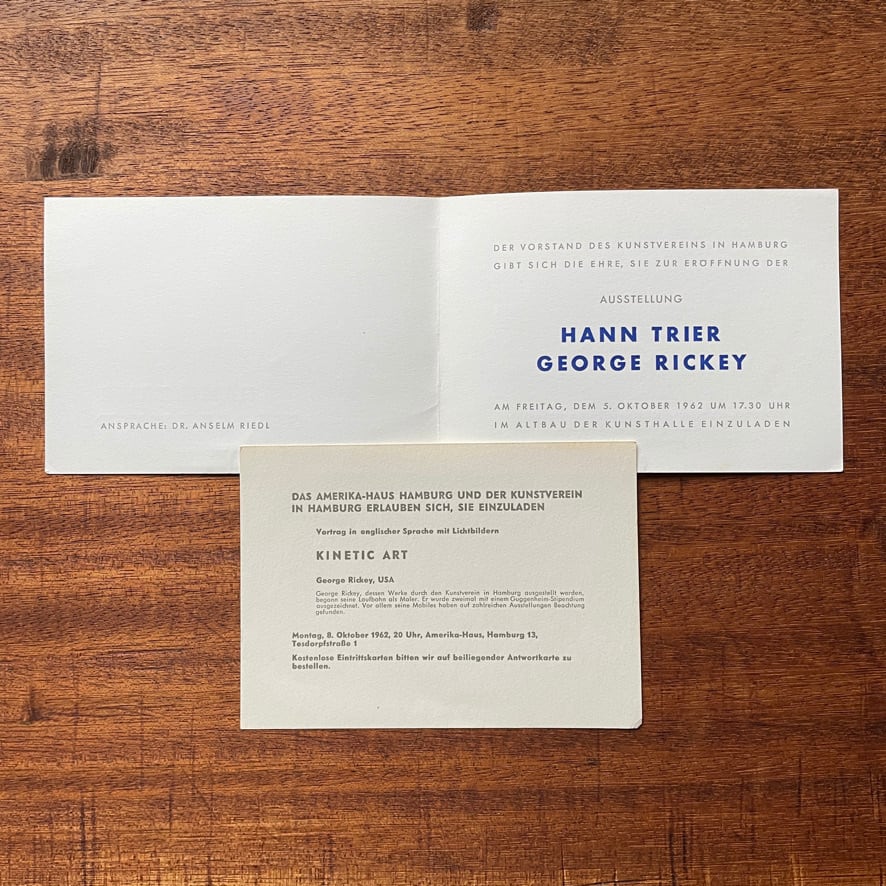 DER VORSTAND DES KUNSTVEREINS IN HAMBURG
GIBT SICH DIE EHRE, SIE ZUR ERÖFFNUNG DER
AUSSTELLUNG
HANN TRIER
GEORGE RICKEY
AM FREITAG, DEM 5. OKTOBER 1962 UM 17.30 UHR
IM ALTBAU DER KUNSTHALLE EINZULADEN
ANSPRACHE: DR. ANSELM RIEDL
DAS AMERIKA-HAUS HAMBURG UND DER KUNSTVEREIN
IN HAMBURG ERLAUBEN SICH, SIE EINZULADEN
Vortrag in englischer Sprache mit Lichtbildern
KINETIC ART
George Rickey, USA
George Rickey, dessen Werke durch den Kunstverein in Hamburg ausgestellt werden,
begann seine Laufbahn als Maler. Er wurde zweimal mit einem Guggenheim-Stipendium
ausgezeichnet. Vor allem seine Mobiles haben auf zahlreichen Ausstellungen Beachtung
gefunden.
Montag, 8. Oktober 1962, 20 Uhr, Amerika-Haus, Hamburg 13,
Tesdorpfstraße 1
Kostenlose Eintrittskarten bitten wir auf beiliegender Antwortkarte zu
bestellen.